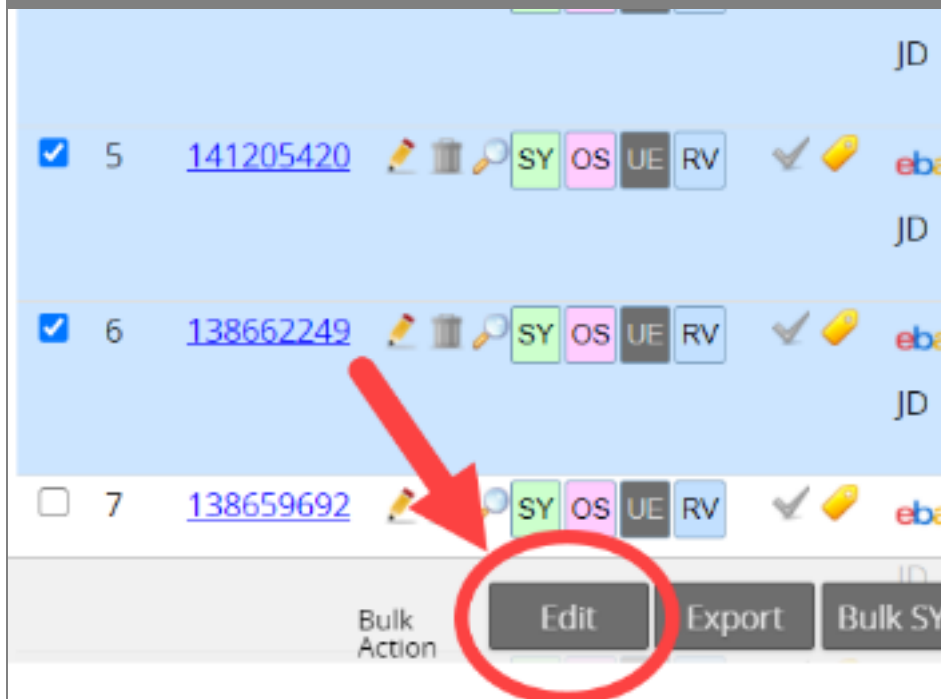 JD
5 141205420 SY OS UE RV
JD
6 138662249 SY OS UE RV
JD
7 138659692 SY OS UE RV
JD
Bulk
Action
Edit Export Bulk SY